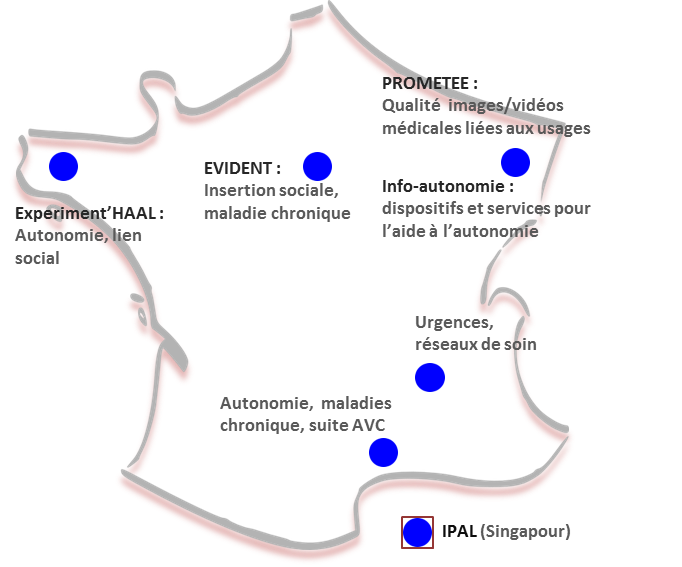 PROMETEE :
Qualité images/vidéos
médicales liées aux usages
EVIDENT :
Insertion sociale,
maladie chronique
Info-autonomie :
dispositifs et services pour
l’aide à l’autonomie
Experiment’HAAL :
Autonomie, lien
social
Urgences,
réseaux de soin
Autonomie, maladies
chronique, suite AVC
IPAL (Singapour)